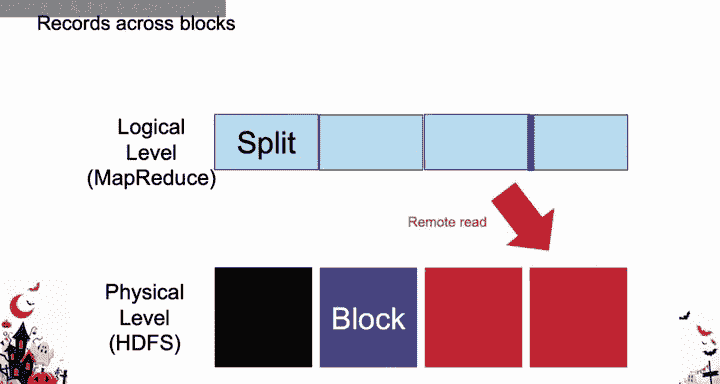 Records across blocks
Logical
Level
(MapReduce)
Split
Remote read
Physical
Level
(HDFS)
Block